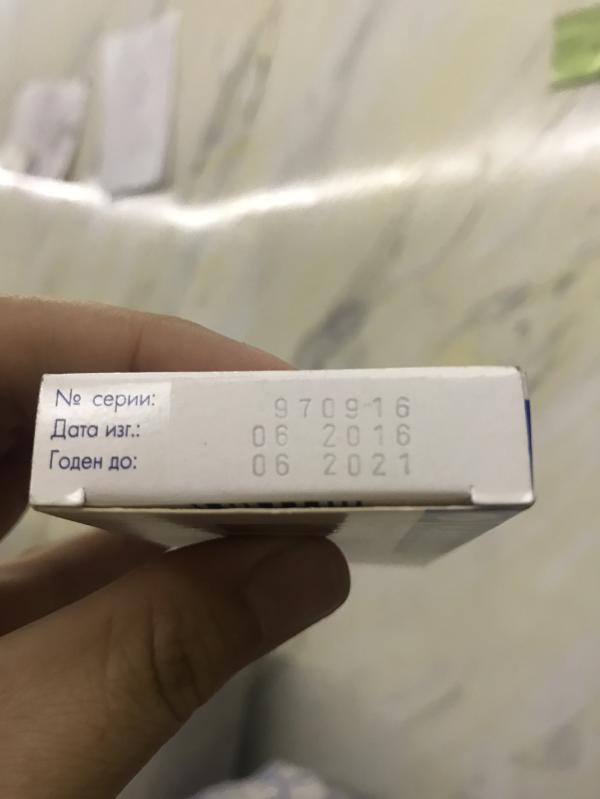 № серии: 970916
Дата изг.: 06 2016
Годен до: 06 2021